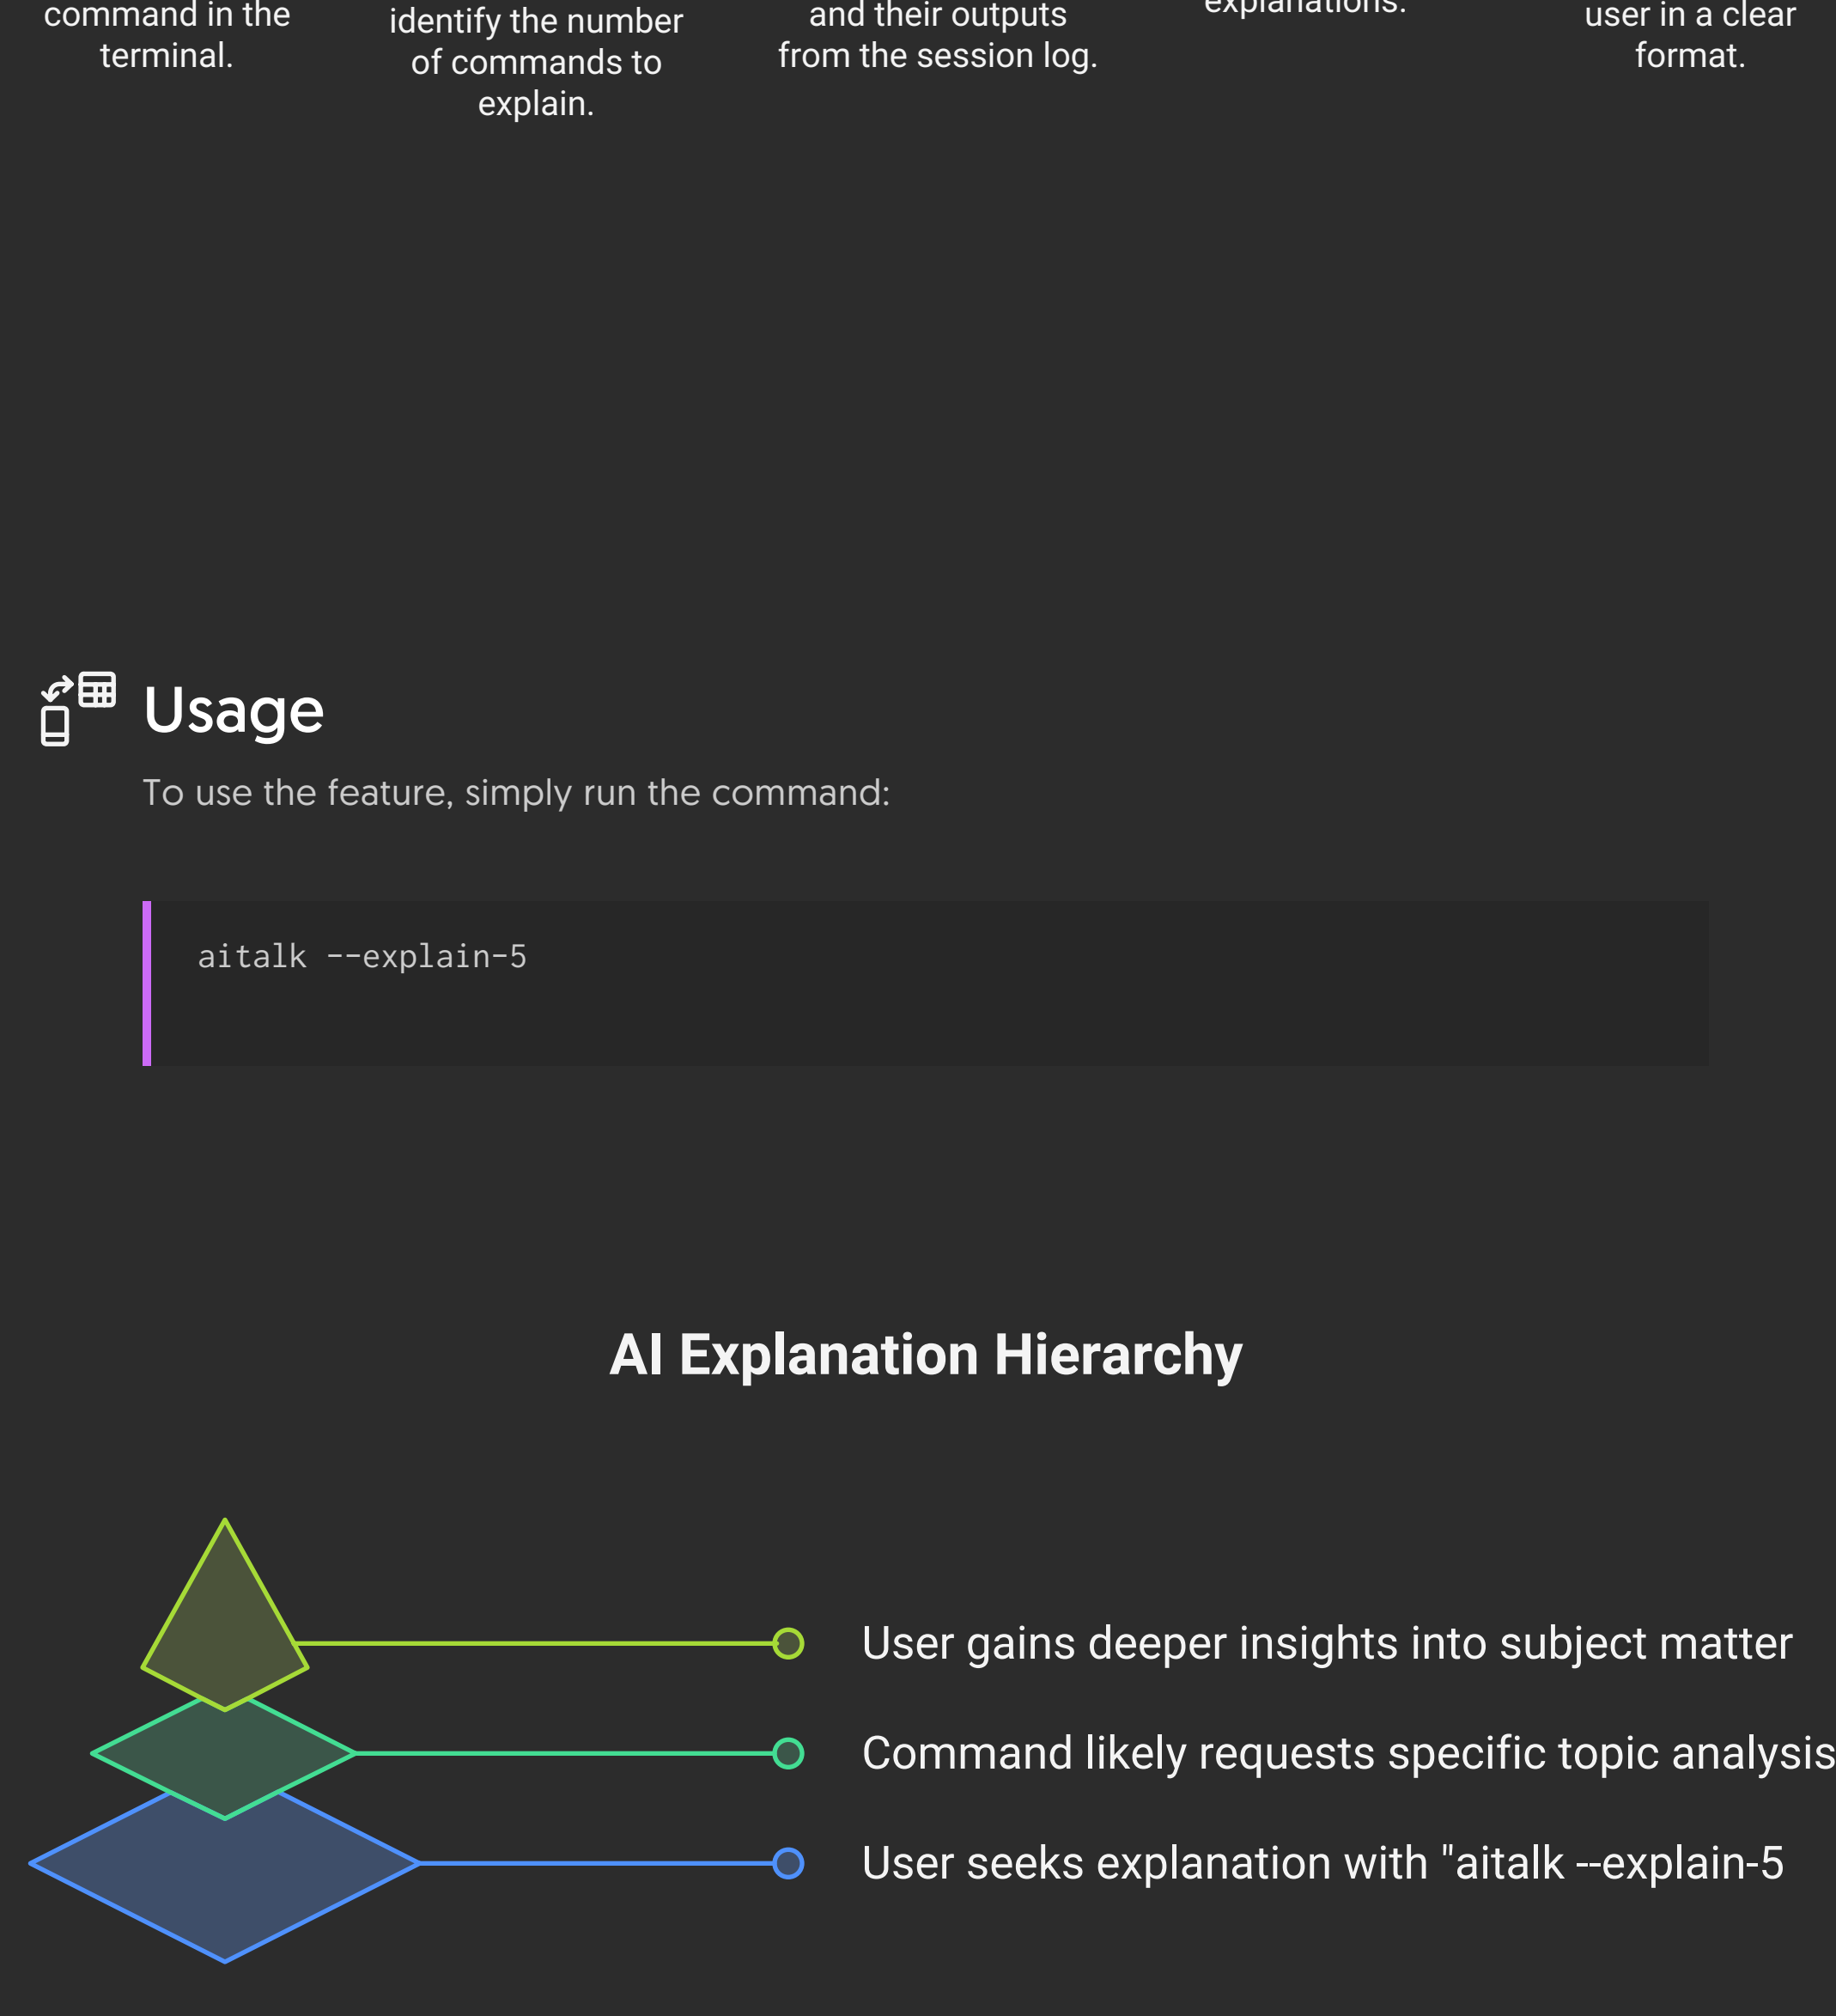 command in the
terminal.
identify the number
of commands to
explain.
and their outputs
from the session log.
explanations.
user in a clear
format.
Usage
To use the feature, simply run the command:
aitalk --explain-5
AI Explanation Hierarchy
User gains deeper insights into subject matter
Command likely requests specific topic analysis
User seeks explanation with "aitalk --explain-5